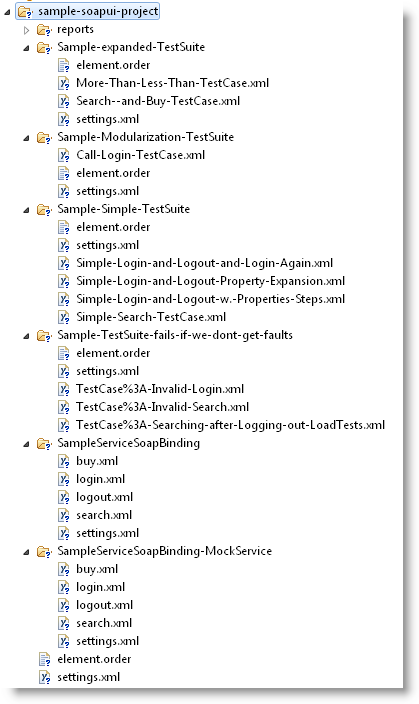 sample-soapui-project
reports
Sample-expanded-TestSuite
element.order
More-Than-Less-Than-TestCase.xml
Search--and-Buy-TestCase.xml
settings.xml
Sample-Modularization-TestSuite
Call-Login-TestCase.xml
element.order
settings.xml
Sample-Simple-TestSuite
element.order
settings.xml
Simple-Login-and-Logout-and-Login-Again.xml
Simple-Login-and-Logout-Property-Expansion.xml
Simple-Login-and-Logout-w.-Properties-Steps.xml
Simple-Search-TestCase.xml
Sample-TestSuite-fails-if-we-dont-get-faults
element.order
settings.xml
TestCase%3A-Invalid-Login.xml
TestCase%3A-Invalid-Search.xml
TestCase%3A-Searching-after-Logging-out-LoadTests.xml
SampleServiceSoapBinding
buy.xml
login.xml
logout.xml
search.xml
settings.xml
SampleServiceSoapBinding-MockService
buy.xml
login.xml
logout.xml
search.xml
settings.xml
element.order
settings.xml